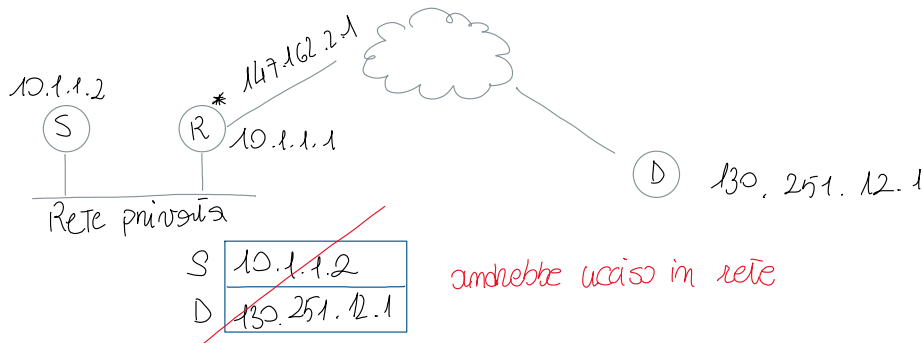 147.162.2.1
10.1.1.2
S
R *
10.1.1.1
D
130.251.12.1
Rete privata
S 10.1.1.2
D 130.251.12.1
andrebbe ucciso in rete